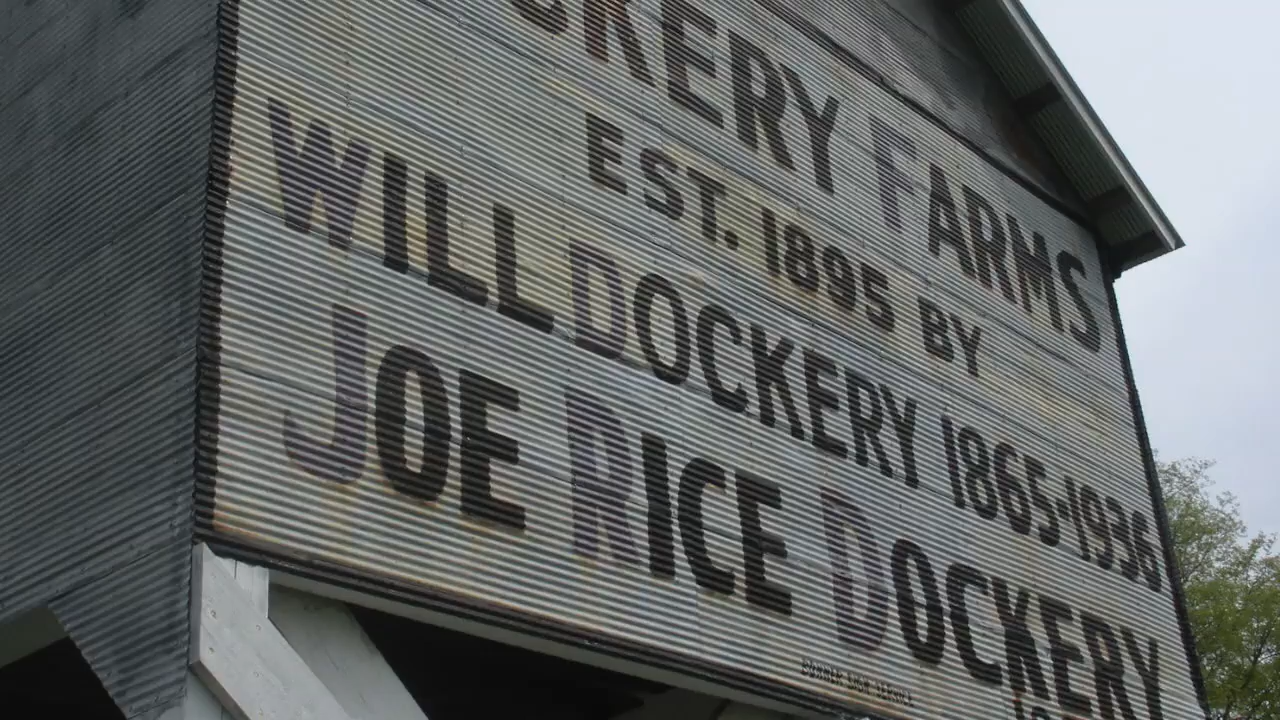 CKERY FARMS
EST. 1895 BY
WILL DOCKERY 1865-1936
JOE RICE DOCKERY